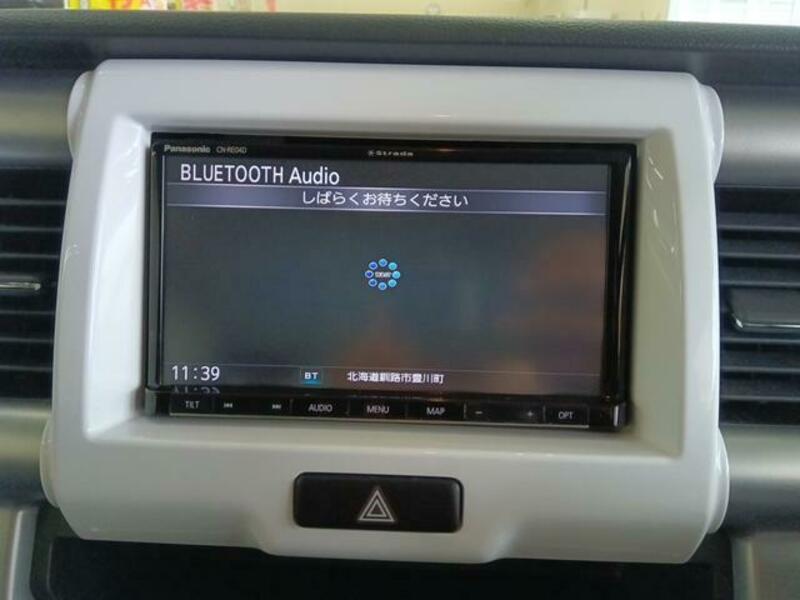 Panasonic CN-RE04D Strada
BLUETOOTH Audio
しばらくお待ちください
11:39 BT 北海道釧路市豊川町
TILT AUDIO MENU MAP − + OPT